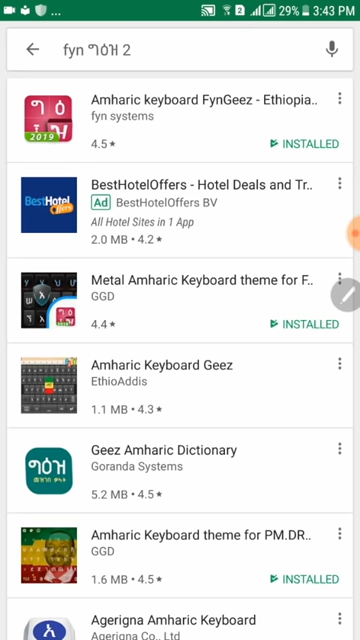 ... 2 29% 3:43 PM
fyn ግዕዝ 2
Amharic keyboard FynGeez - Ethiopia..
fyn systems
ግ ዕ
ዝ
2019
4.5 ★
INSTALLED
BestHotelOffers - Hotel Deals and Tr..
BestHotel
Offers
Ad BestHotelOffers BV
All Hotel Sites in 1 App
2.0 MB • 4.2 ★
Metal Amharic Keyboard theme for F..
GGD
4.4 ★
INSTALLED
Amharic Keyboard Geez
EthioAddis
1.1 MB • 4.3 ★
Geez Amharic Dictionary
ግዕዝ
መዝገበ ቃላት
Goranda Systems
5.2 MB • 4.5 ★
Amharic Keyboard theme for PM.DR..
GGD
1.6 MB • 4.5 ★
INSTALLED
Agerigna Amharic Keyboard
አ
Agerigna Co., Ltd